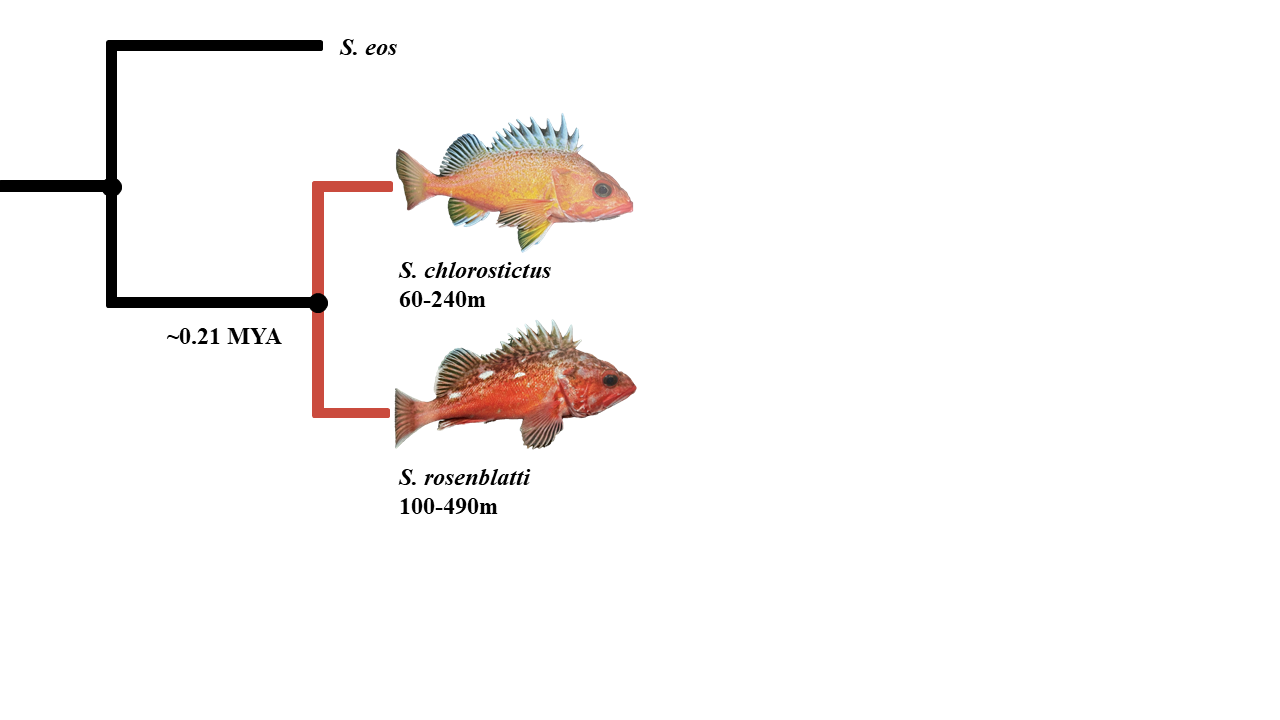 S. eos
S. chlorostictus
60-240m
~0.21 MYA
S. rosenblatti
100-490m